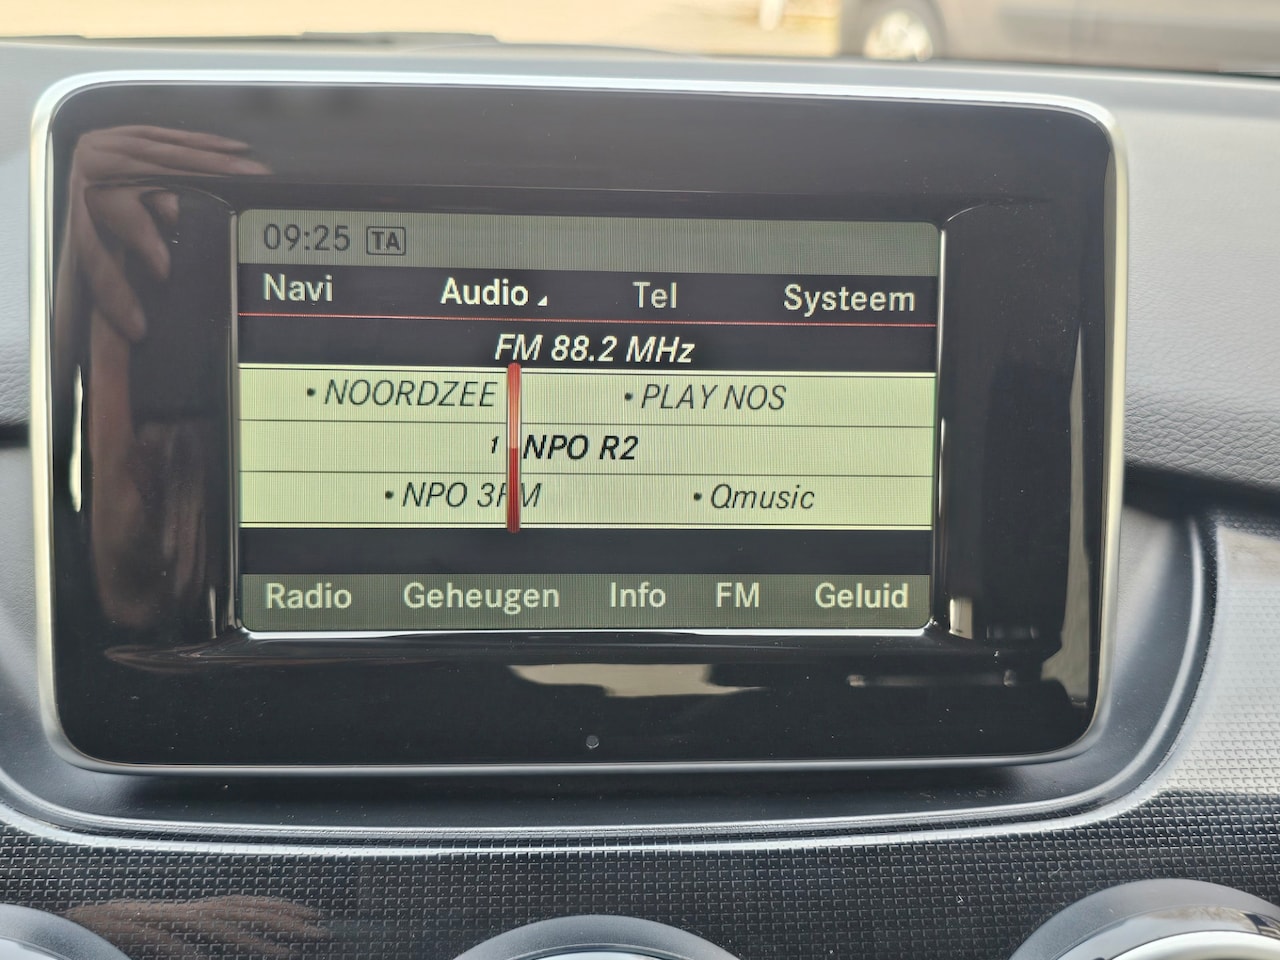 09:25 TA
Navi Audio Tel Systeem
FM 88.2 MHz
• NOORDZEE • PLAY NOS
1 NPO R2
• NPO 3FM • Qmusic
Radio Geheugen Info FM Geluid